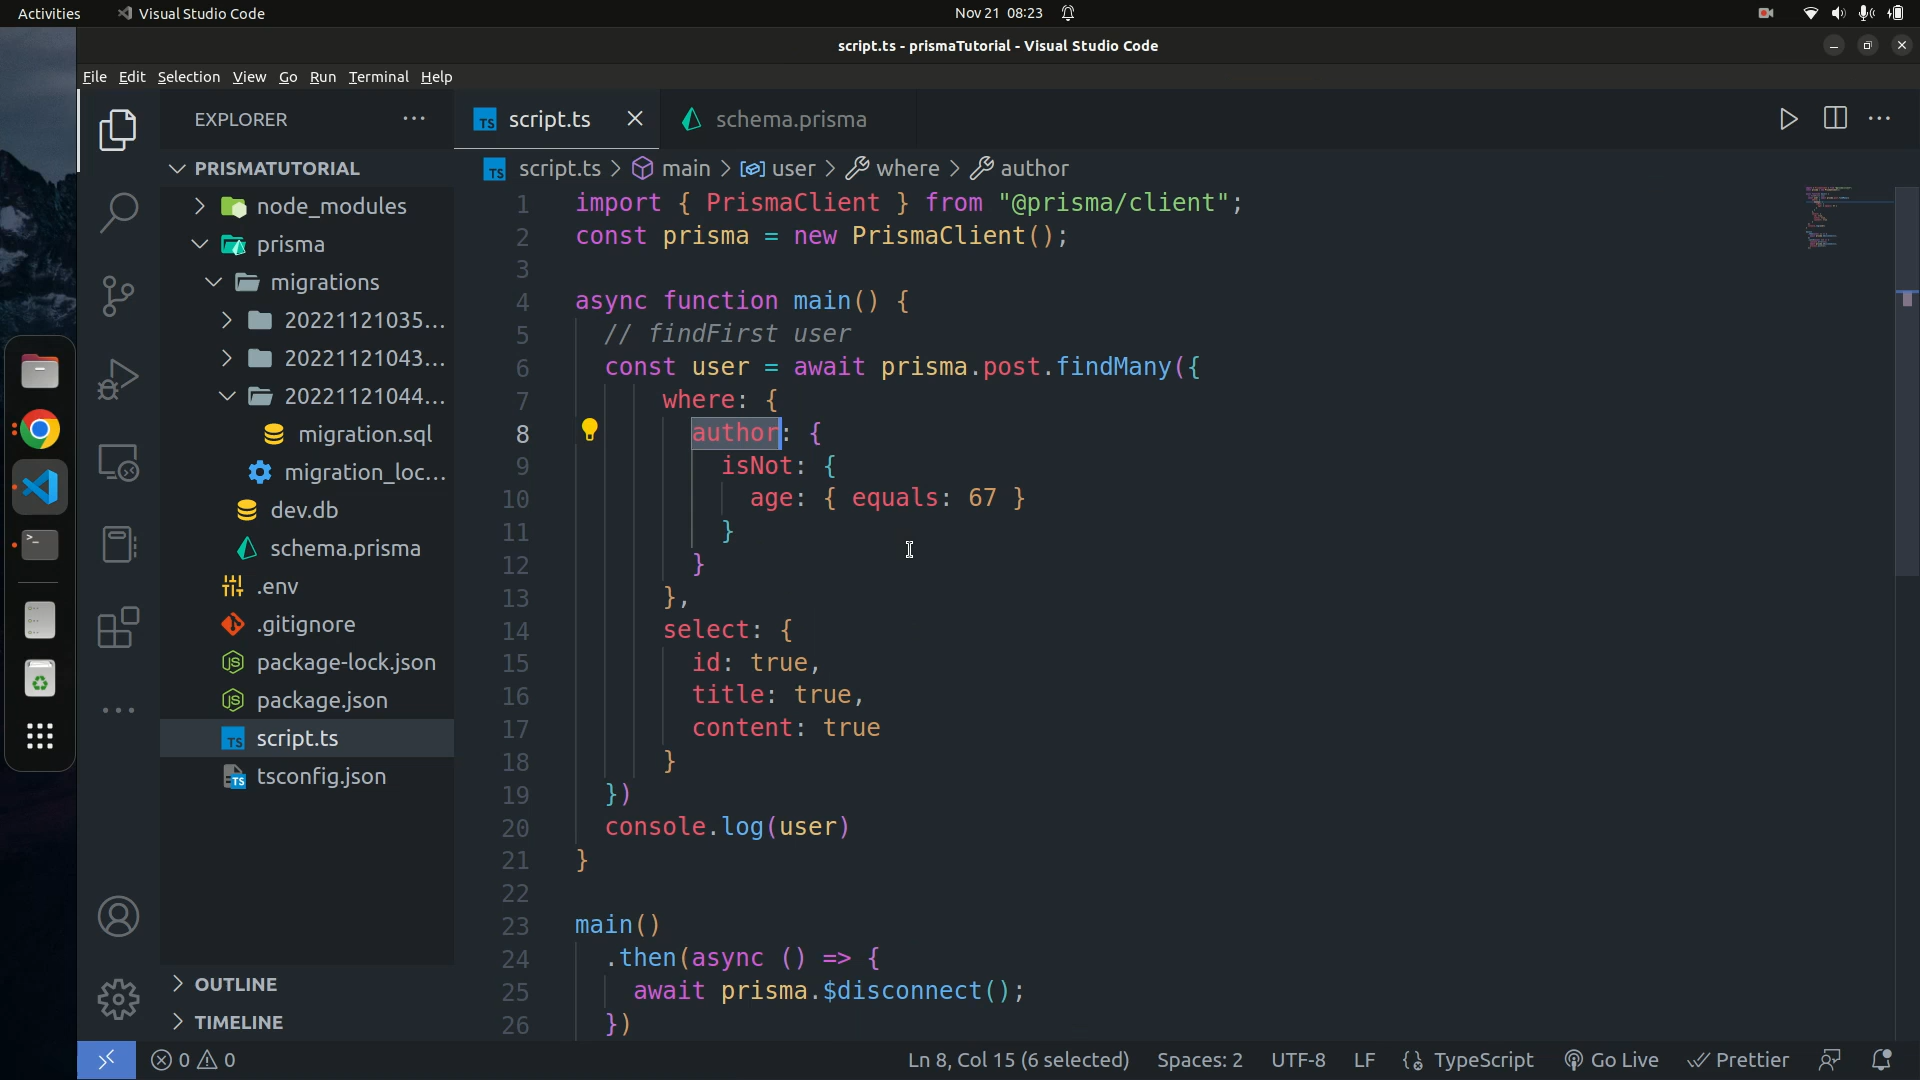 Activities
Visual Studio Code
Nov 21 08:23
script.ts - prismaTutorial - Visual Studio Code
File Edit Selection View Go Run Terminal Help
EXPLORER
script.ts
schema.prisma
PRISMATUTORIAL
node_modules
prisma
migrations
20221121035...
20221121043...
20221121044...
migration.sql
migration_loc...
dev.db
schema.prisma
.env
.gitignore
package-lock.json
package.json
script.ts
tsconfig.json
OUTLINE
TIMELINE
script.ts > main > user > where > author
1 import { PrismaClient } from "@prisma/client";
2 const prisma = new PrismaClient();
3
4 async function main() {
5 // findFirst user
6 const user = await prisma.post.findMany({
7 where: {
8 author: {
9 isNot: {
10 age: { equals: 67 }
11 }
12 }
13 },
14 select: {
15 id: true,
16 title: true,
17 content: true
18 }
19 })
20 console.log(user)
21 }
22
23 main()
24 .then(async () => {
25 await prisma.$disconnect();
26 })
0 0
Ln 8, Col 15 (6 selected)
Spaces: 2
UTF-8
LF
TypeScript
Go Live
Prettier